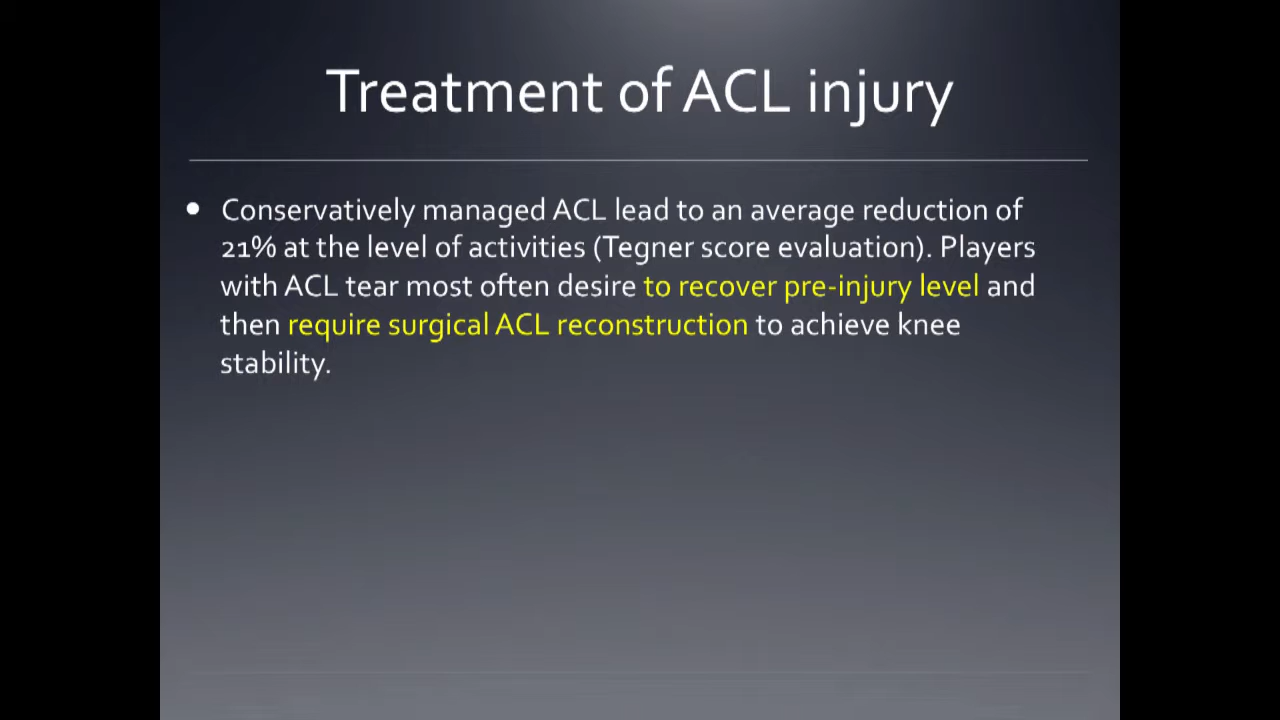 Treatment of ACL injury
• Conservatively managed ACL lead to an average reduction of
21% at the level of activities (Tegner score evaluation). Players
with ACL tear most often desire to recover pre-injury level and
then require surgical ACL reconstruction to achieve knee
stability.